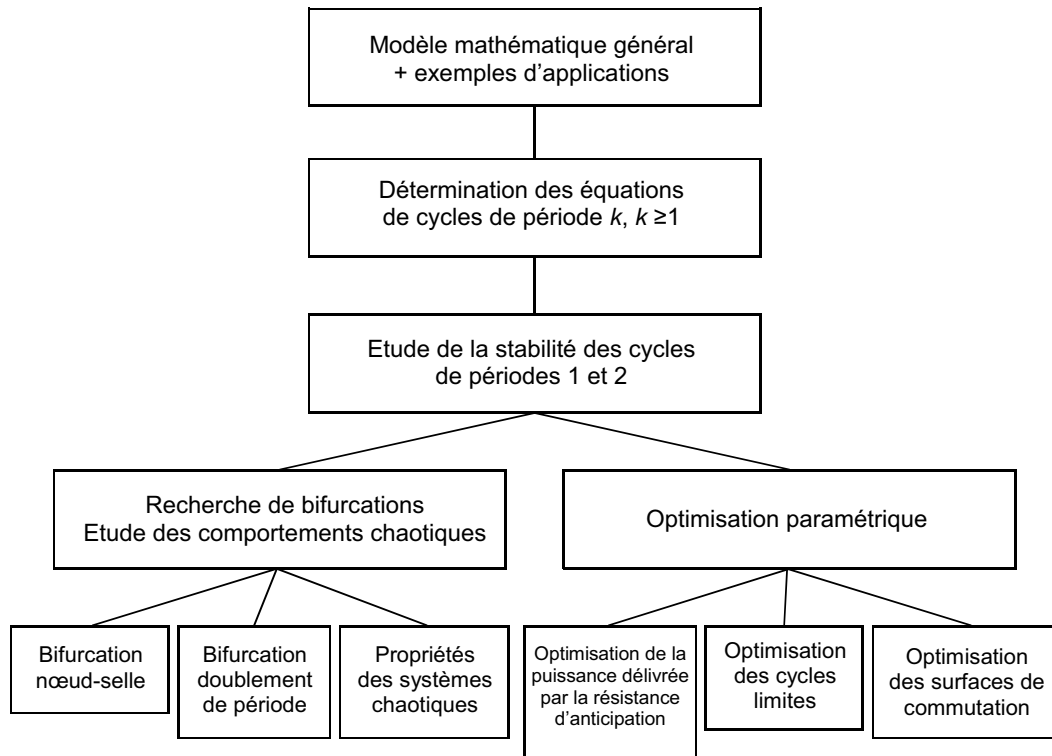 Modèle mathématique général
+ exemples d’applications
Détermination des équations
de cycles de période k, k ≥1
Etude de la stabilité des cycles
de périodes 1 et 2
Recherche de bifurcations
Etude des comportements chaotiques
Optimisation paramétrique
Bifurcation
nœud-selle
Bifurcation
doublement
de période
Propriétés
des systèmes
chaotiques
Optimisation de la
puissance délivrée
par la résistance
d’anticipation
Optimisation
des cycles
limites
Optimisation
des surfaces de
commutation